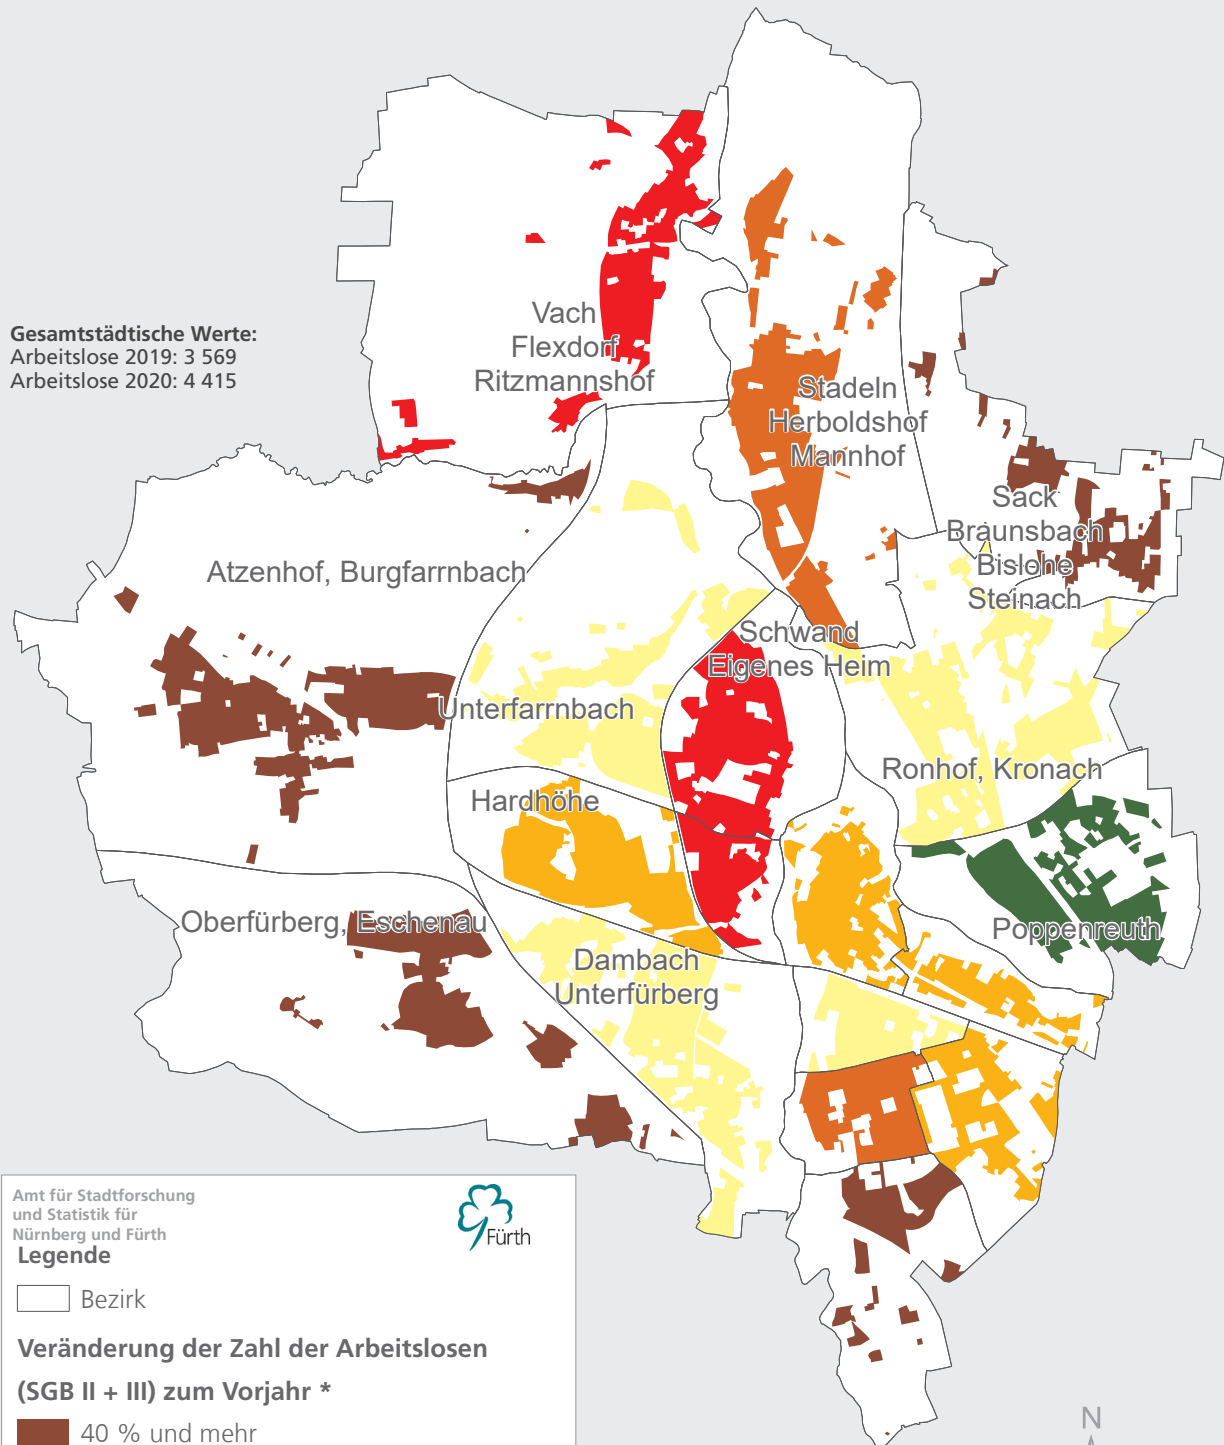 Gesamtstädtische Werte:
Arbeitslose 2019: 3 569
Arbeitslose 2020: 4 415
Vach
Flexdorf
Ritzmannshof
Stadeln
Herboldshof
Mannhof
Sack
Braunsbach
Bislohe
Steinach
Atzenhof, Burgfarrnbach
Schwand
Eigenes Heim
Unterfarrnbach
Ronhof, Kronach
Hardhöhe
Oberfürberg, Eschenau
Poppenreuth
Dambach
Unterfürberg
Amt für Stadtforschung
und Statistik für
Nürnberg und Fürth
Fürth
Legende
Bezirk
Veränderung der Zahl der Arbeitslosen
(SGB II + III) zum Vorjahr *
40 % und mehr
N